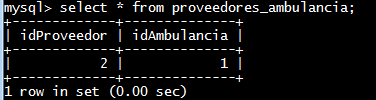 mysql> select * from proveedores_ambulancia;
+-------------+--------------+
| idProveedor | idAmbulancia |
+-------------+--------------+
|           2 |            1 |
+-------------+--------------+
1 row in set (0.00 sec)